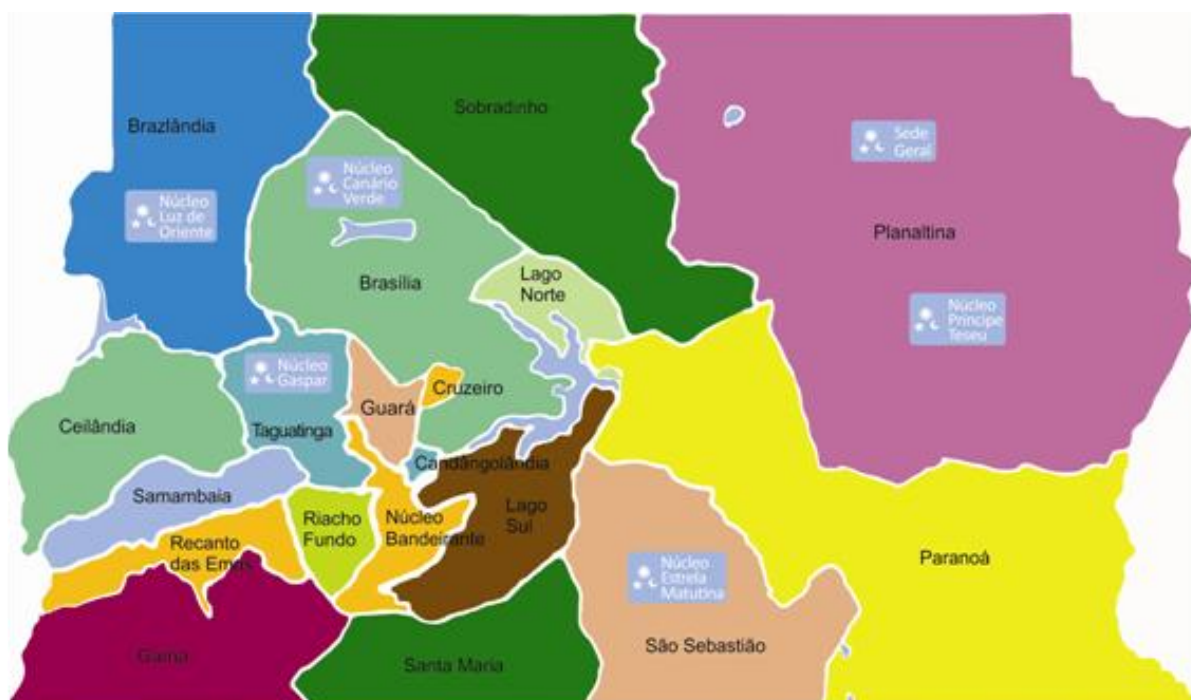 Sobradinho
Brazlândia
Sede
Geral
Núcleo
Canário
Verde
Núcleo
Luz de
Oriente
Planaltina
Lago
Norte
Brasília
Núcleo
Príncipe
Teseu
Núcleo
Gaspar
Cruzeiro
Guará
Ceilândia
Taguatinga
Candângolândia
Samambaia
Lago
Sul
Riacho
Fundo
Núcleo
Bandeirante
Recanto
das Emas
Paranoá
Núcleo
Estrela
Matutina
São Sebastião
Gama
Santa Maria